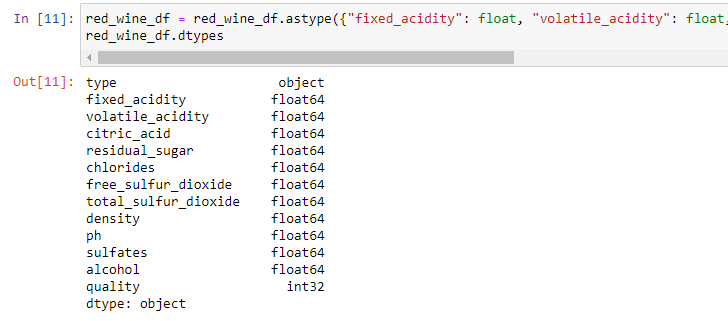 In [11]: red_wine_df = red_wine_df.astype({"fixed_acidity": float, "volatile_acidity": float,
red_wine_df.dtypes
Out[11]: type object
fixed_acidity float64
volatile_acidity float64
citric_acid float64
residual_sugar float64
chlorides float64
free_sulfur_dioxide float64
total_sulfur_dioxide float64
density float64
ph float64
sulfates float64
alcohol float64
quality int32
dtype: object